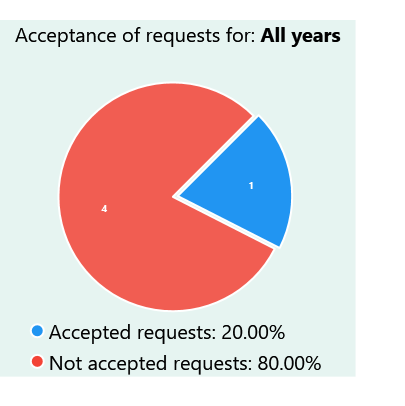 Acceptance of requests for: All years
1
4
Accepted requests: 20.00%
Not accepted requests: 80.00%